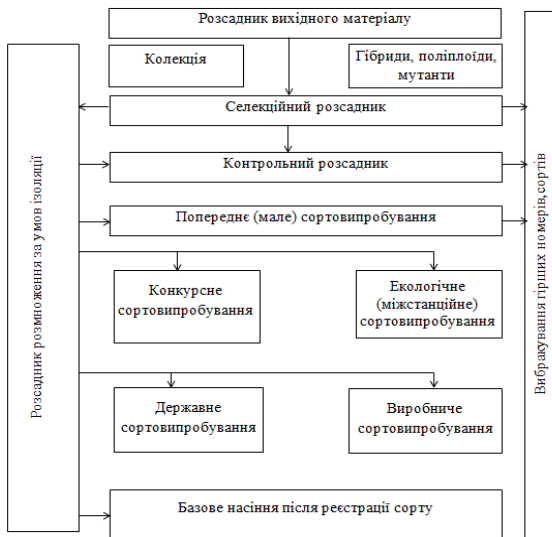 Розсадник вихідного матеріалу
Колекція
Гібриди, поліплоїди,
мутанти
Селекційний розсадник
Контрольний розсадник
Попереднє (мале) сортовипробування
Конкурсне
сортовипробування
Екологічне
(міжстанційне)
сортовипробування
Державне
сортовипробування
Виробниче
сортовипробування
Базове насіння після реєстрації сорту
Розсадник розмноження за умов ізоляції
Вибракування гірших номерів,сортів